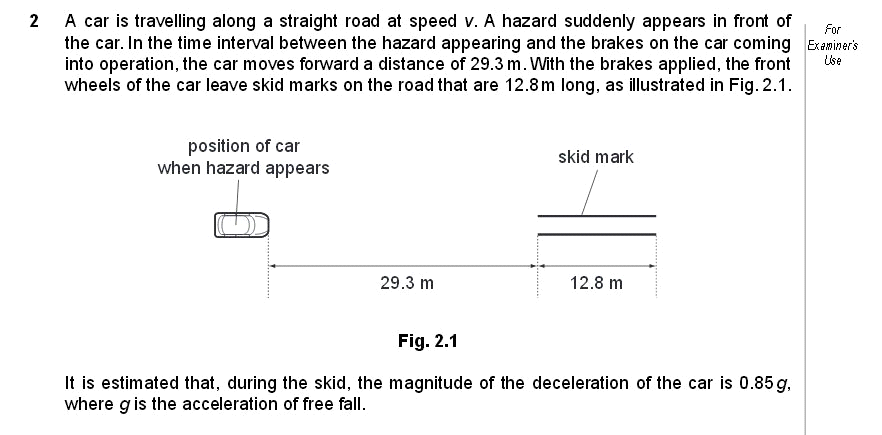 2 A car is travelling along a straight road at speed v. A hazard suddenly appears in front of
the car. In the time interval between the hazard appearing and the brakes on the car coming
into operation, the car moves forward a distance of 29.3 m. With the brakes applied, the front
wheels of the car leave skid marks on the road that are 12.8 m long, as illustrated in Fig. 2.1.
For
Examiner's
Use
position of car
when hazard appears
skid mark
29.3 m
12.8 m
Fig. 2.1
It is estimated that, during the skid, the magnitude of the deceleration of the car is 0.85 g,
where g is the acceleration of free fall.